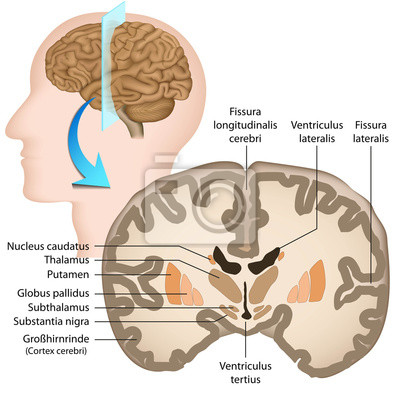 Fissura
longitudinalis
cerebri
Ventriculus
lateralis
Fissura
lateralis
Nucleus caudatus
Thalamus
Putamen
Globus pallidus
Subthalamus
Substantia nigra
Großhirnrinde
(Cortex cerebri)
Ventriculus
tertius